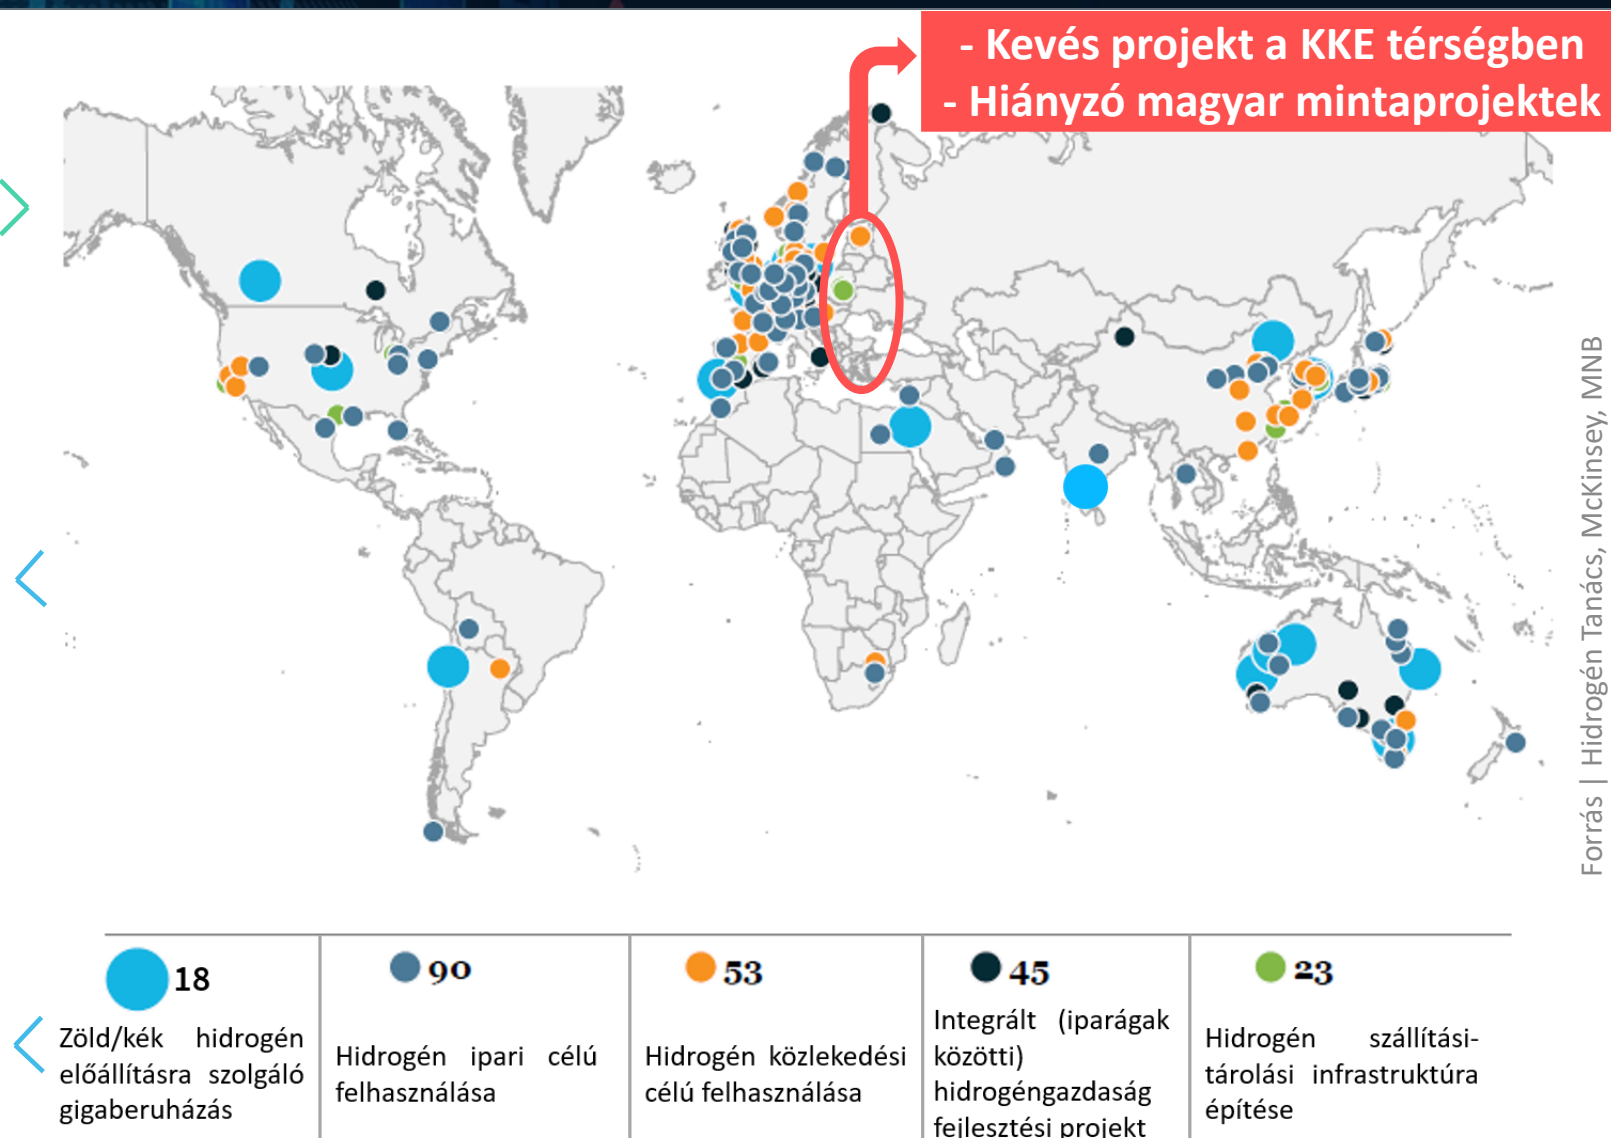 - Kevés projekt a KKE térségben
- Hiányzó magyar mintaprojektek
Forrás | Hidrogén Tanács, McKinsey, MNB
18
Zöld/kék hidrogén
előállításra szolgáló
gigaberuházás
90
Hidrogén ipari célú
felhasználása
53
Hidrogén közlekedési
célú felhasználása
45
Integrált (iparágak
közötti)
hidrogéngazdaság
fejlesztési projekt
23
Hidrogén szállítási-
tárolási infrastruktúra
építése